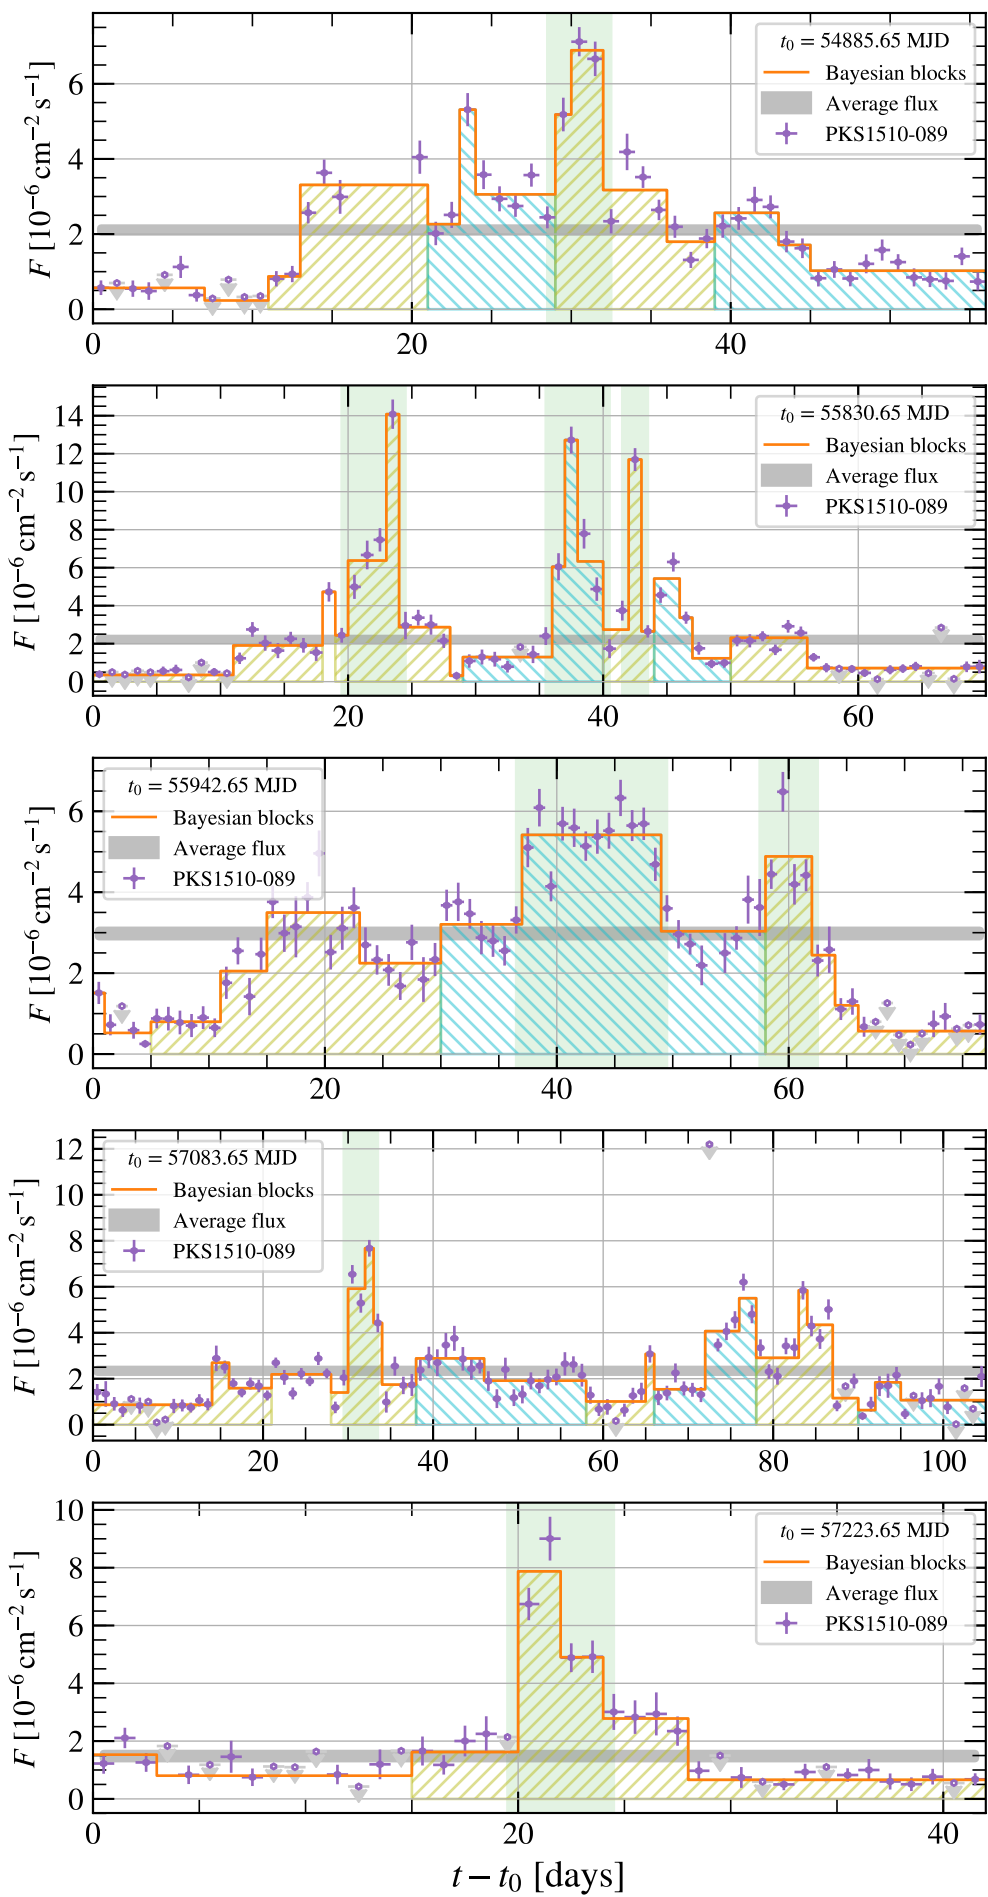 t₀ = 54885.65 MJD
Bayesian blocks
Average flux
PKS1510-089
F [10⁻⁶ cm⁻² s⁻¹]
6
4
2
0
0 20 40
t₀ = 55830.65 MJD
Bayesian blocks
Average flux
PKS1510-089
F [10⁻⁶ cm⁻² s⁻¹]
14
12
10
8
6
4
2
0
0 20 40 60
t₀ = 55942.65 MJD
Bayesian blocks
Average flux
PKS1510-089
F [10⁻⁶ cm⁻² s⁻¹]
6
4
2
0
0 20 40 60
t₀ = 57083.65 MJD
Bayesian blocks
Average flux
PKS1510-089
F [10⁻⁶ cm⁻² s⁻¹]
12
10
8
6
4
2
0
0 20 40 60 80 100
t₀ = 57223.65 MJD
Bayesian blocks
Average flux
PKS1510-089
F [10⁻⁶ cm⁻² s⁻¹]
10
8
6
4
2
0
0 20 40
t − t₀ [days]